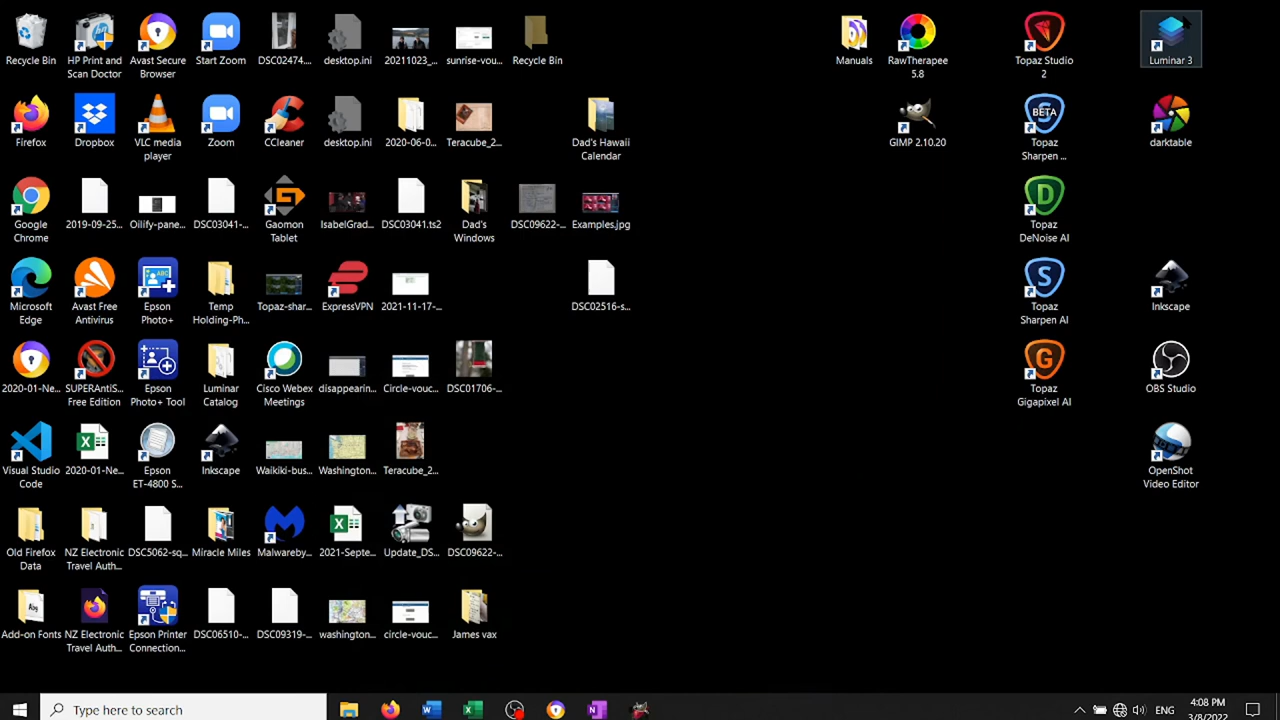 Recycle Bin
HP Print and
Scan Doctor
Avast Secure
Browser
Start Zoom
DSC02474...
desktop.ini
20211023_...
sunrise-vou...
Recycle Bin
Manuals
RawTherapee
5.8
Topaz Studio
2
Luminar 3
Firefox
Dropbox
VLC media
player
Zoom
CCleaner
desktop.ini
2020-06-0...
Teracube_2...
Dad's Hawaii
Calendar
GIMP 2.10.20
BETA
Topaz
Sharpen ...
darktable
Google
Chrome
2019-09-25...
Oilify-pane...
DSC03041-...
Gaomon
Tablet
IsabelGrad...
DSC03041.ts2
Dad's
Windows
DSC09622-...
Examples.jpg
Topaz
DeNoise AI
Microsoft
Edge
Avast Free
Antivirus
Epson
Photo+
Temp
Holding-Ph...
Topaz-shar...
ExpressVPN
2021-11-17-...
DSC02516-s...
Topaz
Sharpen AI
Inkscape
2020-01-Ne...
SUPERAntiS...
Free Edition
Epson
Photo+ Tool
Luminar
Catalog
Cisco Webex
Meetings
disappearin...
Circle-vouc...
DSC01706-...
Topaz
Gigapixel AI
OBS Studio
Visual Studio
Code
2020-01-Ne...
Epson
ET-4800 S...
Inkscape
Waikiki-bus...
Washington...
Teracube_2...
OpenShot
Video Editor
Old Firefox
Data
NZ Electronic
Travel Auth...
DSC5062-sq...
Miracle Miles
Malwareby...
2021-Septe...
Update_DS...
DSC09622-...
Add-on Fonts
NZ Electronic
Travel Auth...
Epson Printer
Connection...
DSC06510-...
DSC09319-...
washington...
circle-vouc...
James vax
Type here to search
ENG
4:08 PM
3/8/2022